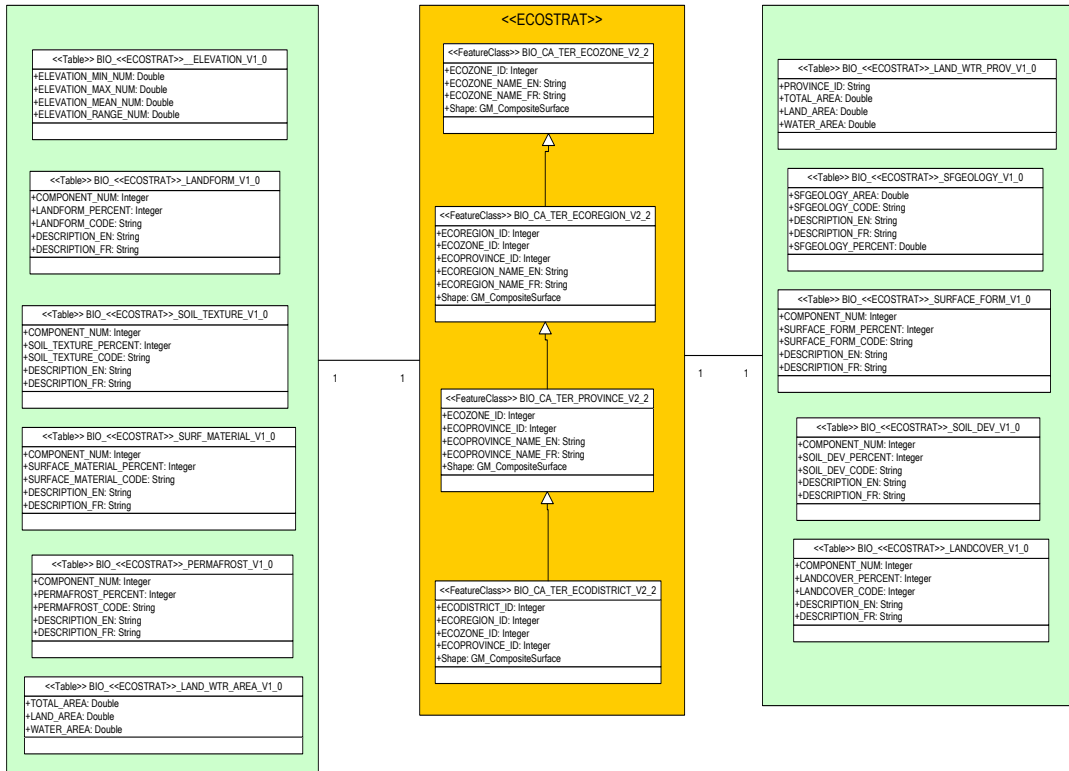 <<Table>> BIO_<<ECOSTRAT>>__ELEVATION_V1_0
+ELEVATION_MIN_NUM: Double
+ELEVATION_MAX_NUM: Double
+ELEVATION_MEAN_NUM: Double
+ELEVATION_RANGE_NUM: Double
<<Table>> BIO_<<ECOSTRAT>>_LANDFORM_V1_0
+COMPONENT_NUM: Integer
+LANDFORM_PERCENT: Integer
+LANDFORM_CODE: String
+DESCRIPTION_EN: String
+DESCRIPTION_FR: String
<<Table>> BIO_<<ECOSTRAT>>_SOIL_TEXTURE_V1_0
+COMPONENT_NUM: Integer
+SOIL_TEXTURE_PERCENT: Integer
+SOIL_TEXTURE_CODE: String
+DESCRIPTION_EN: String
+DESCRIPTION_FR: String
<<Table>> BIO_<<ECOSTRAT>>_SURF_MATERIAL_V1_0
+COMPONENT_NUM: Integer
+SURFACE_MATERIAL_PERCENT: Integer
+SURFACE_MATERIAL_CODE: String
+DESCRIPTION_EN: String
+DESCRIPTION_FR: String
<<Table>> BIO_<<ECOSTRAT>>_PERMAFROST_V1_0
+COMPONENT_NUM: Integer
+PERMAFROST_PERCENT: Integer
+PERMAFROST_CODE: String
+DESCRIPTION_EN: String
+DESCRIPTION_FR: String
<<Table>> BIO_<<ECOSTRAT>>_LAND_WTR_AREA_V1_0
+TOTAL_AREA: Double
+LAND_AREA: Double
+WATER_AREA: Double
1
1
<<ECOSTRAT>>
<<FeatureClass>> BIO_CA_TER_ECOZONE_V2_2
+ECOZONE_ID: Integer
+ECOZONE_NAME_EN: String
+ECOZONE_NAME_FR: String
+Shape: GM_CompositeSurface
<<FeatureClass>> BIO_CA_TER_ECOREGION_V2_2
+ECOREGION_ID: Integer
+ECOZONE_ID: Integer
+ECOPROVINCE_ID: Integer
+ECOREGION_NAME_EN: String
+ECOREGION_NAME_FR: String
+Shape: GM_CompositeSurface
<<FeatureClass>> BIO_CA_TER_PROVINCE_V2_2
+ECOZONE_ID: Integer
+ECOPROVINCE_ID: Integer
+ECOPROVINCE_NAME_EN: String
+ECOPROVINCE_NAME_FR: String
+Shape: GM_CompositeSurface
<<FeatureClass>> BIO_CA_TER_ECODISTRICT_V2_2
+ECODISTRICT_ID: Integer
+ECOREGION_ID: Integer
+ECOZONE_ID: Integer
+ECOPROVINCE_ID: Integer
+Shape: GM_CompositeSurface
1
1
<<Table>> BIO_<<ECOSTRAT>>_LAND_WTR_PROV_V1_0
+PROVINCE_ID: String
+TOTAL_AREA: Double
+LAND_AREA: Double
+WATER_AREA: Double
<<Table>> BIO_<<ECOSTRAT>>_SFGEOLOGY_V1_0
+SFGEOLOGY_AREA: Double
+SFGEOLOGY_CODE: String
+DESCRIPTION_EN: String
+DESCRIPTION_FR: String
+SFGEOLOGY_PERCENT: Double
<<Table>> BIO_<<ECOSTRAT>>_SURFACE_FORM_V1_0
+COMPONENT_NUM: Integer
+SURFACE_FORM_PERCENT: Integer
+SURFACE_FORM_CODE: String
+DESCRIPTION_EN: String
+DESCRIPTION_FR: String
<<Table>> BIO_<<ECOSTRAT>>_SOIL_DEV_V1_0
+COMPONENT_NUM: Integer
+SOIL_DEV_PERCENT: Integer
+SOIL_DEV_CODE: String
+DESCRIPTION_EN: String
+DESCRIPTION_FR: String
<<Table>> BIO_<<ECOSTRAT>>_LANDCOVER_V1_0
+COMPONENT_NUM: Integer
+LANDCOVER_PERCENT: Integer
+LANDCOVER_CODE: Integer
+DESCRIPTION_EN: String
+DESCRIPTION_FR: String